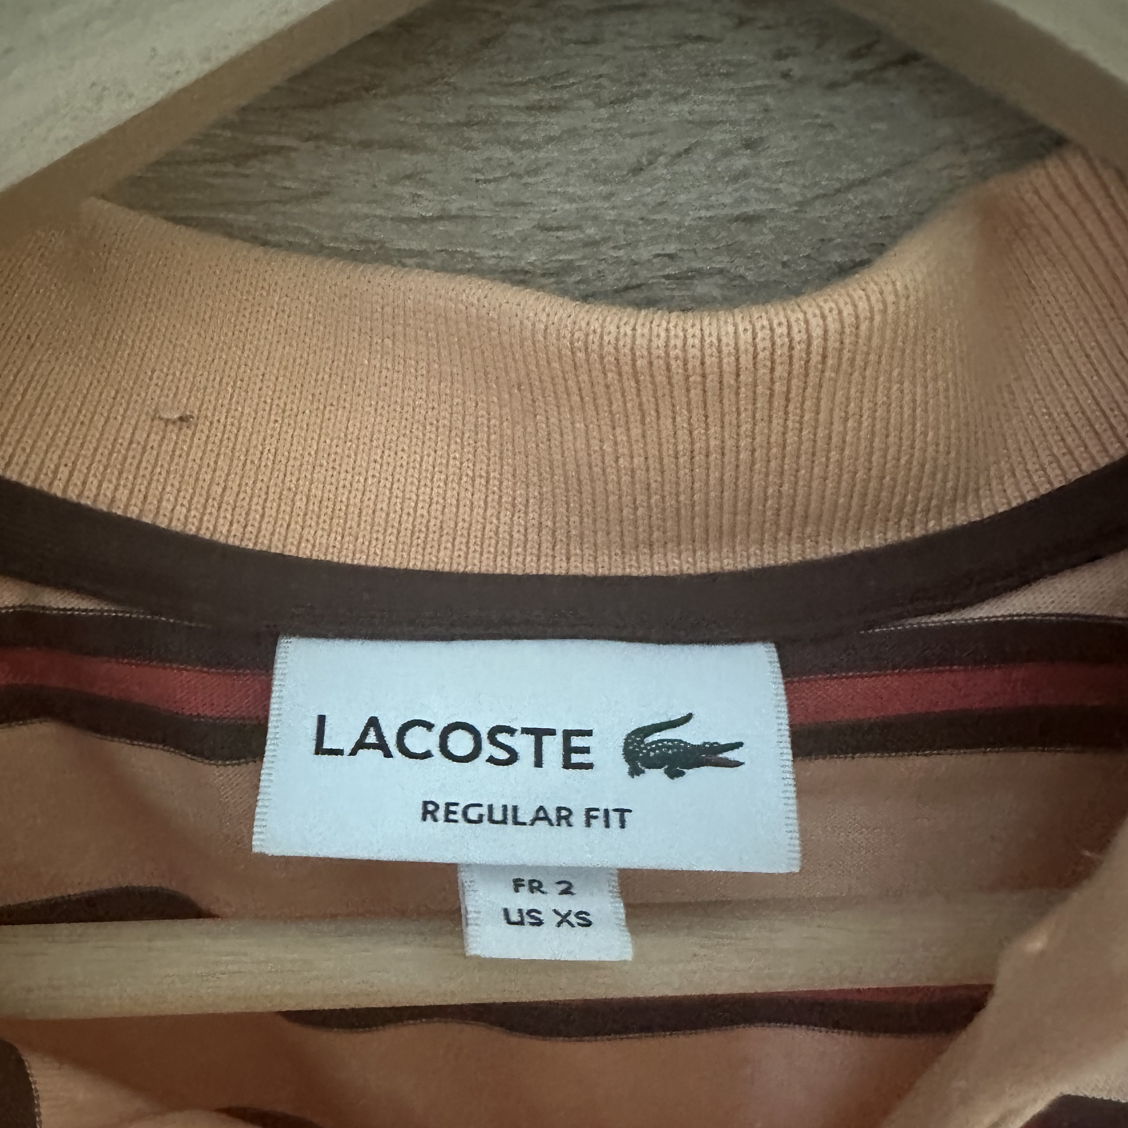 LACOSTE
REGULAR FIT
FR 2
US XS